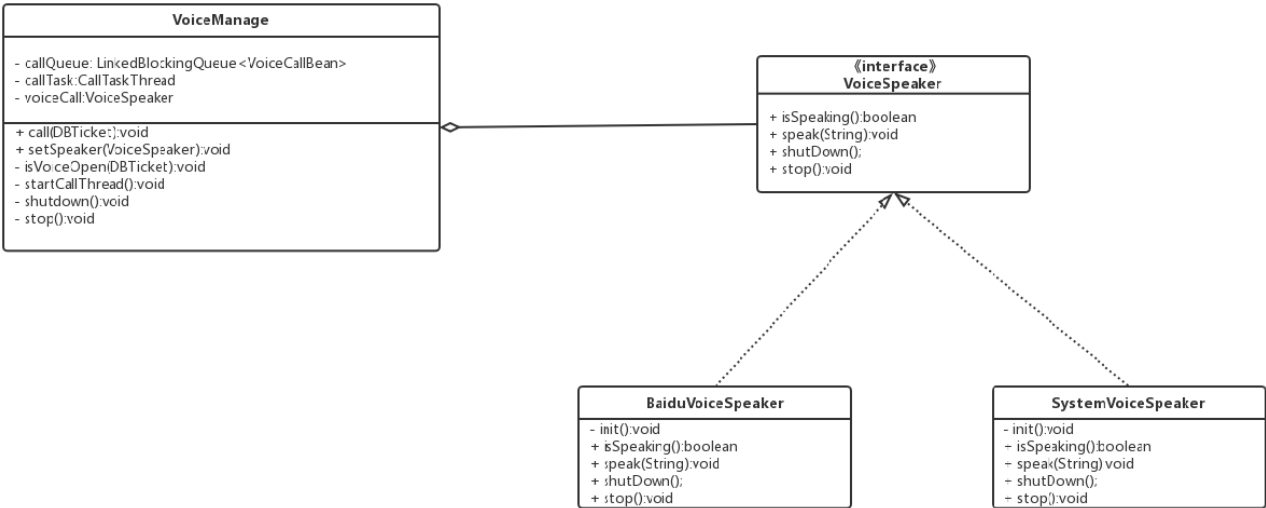 VoiceManage
- callQueue: LinkedBlockingQueue<VoiceCallBean>
- callTask:CallTaskThread
- voiceCall:VoiceSpeaker
+ call(DBTicket):void
+ setSpeaker(VoiceSpeaker):void
- isVoiceOpen(DBTicket):void
- startCallThread():void
- shutdown():void
- stop():void
《interface》
VoiceSpeaker
+ isSpeaking():boolean
+ speak(String):void
+ shutDown();
+ stop():void
BaiduVoiceSpeaker
- init():void
+ isSpeaking():boolean
+ speak(String):void
+ shutDown();
+ stop():void
SystemVoiceSpeaker
- init():void
+ isSpeaking():boolean
+ speak(String):void
+ shutDown();
+ stop():void